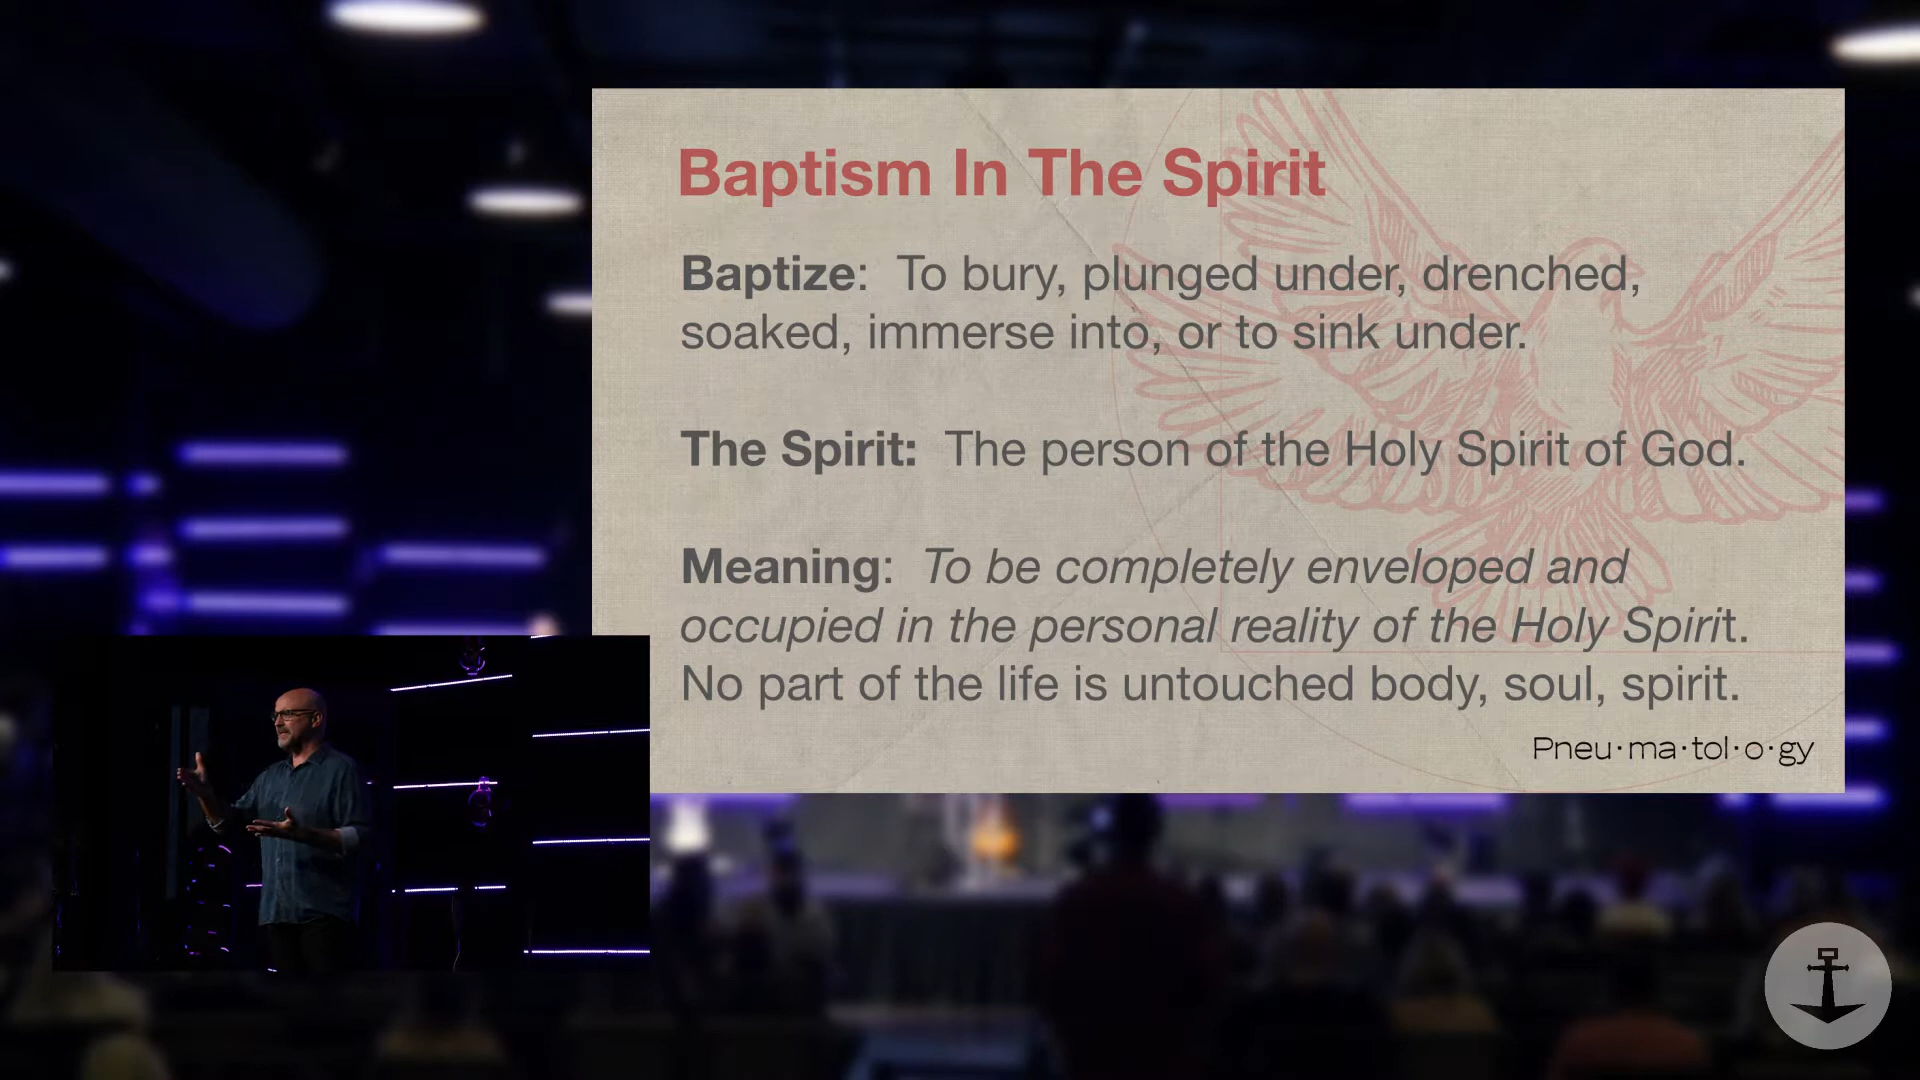 Baptism In The Spirit
Baptize: To bury, plunged under, drenched,
soaked, immerse into, or to sink under.
The Spirit: The person of the Holy Spirit of God.
Meaning: To be completely enveloped and
occupied in the personal reality of the Holy Spirit.
No part of the life is untouched body, soul, spirit.
Pneu·ma·tol·o·gy